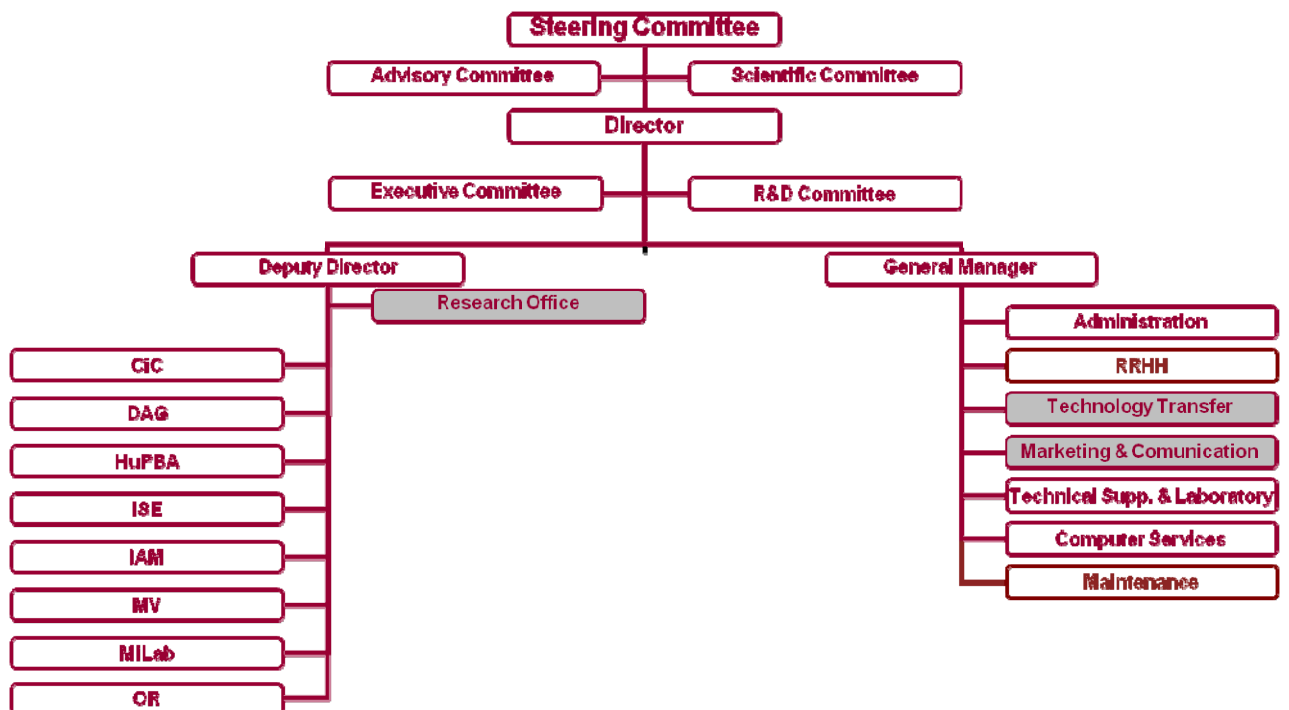 Steering Committee
Advisory Committee
Scientific Committee
Director
Executive Committee
R&D Committee
Deputy Director
General Manager
Research Office
Administration
CiC
RRHH
DAG
Technology Transfer
HuPBA
Marketing & Comunication
ISE
Technical Supp. & Laboratory
IAM
Computer Services
MV
Maintenance
MILab
OR